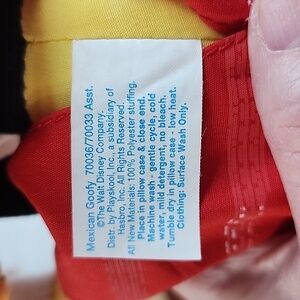 Mexican Goofy 70036/70033 Asst.
©The Walt Disney Company.
Distr. by Playskool, Inc., a subsidiary of
Hasbro, Inc. All Rights Reserved.
All New Materials: 100% Polyester stuffing.
Place in pillow case & close end.
Machine wash - gentle cycle, cold
water, mild detergent, no bleach.
Tumble dry in pillow case - low heat.
Clothing: Surface Wash Only.